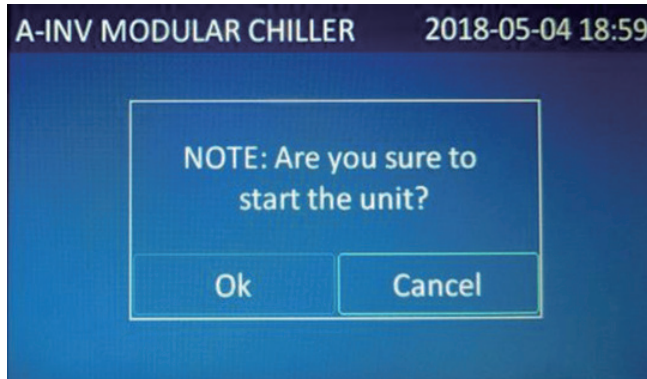 A-INV MODULAR CHILLER 2018-05-04 18:59
NOTE: Are you sure to
start the unit?
Ok Cancel